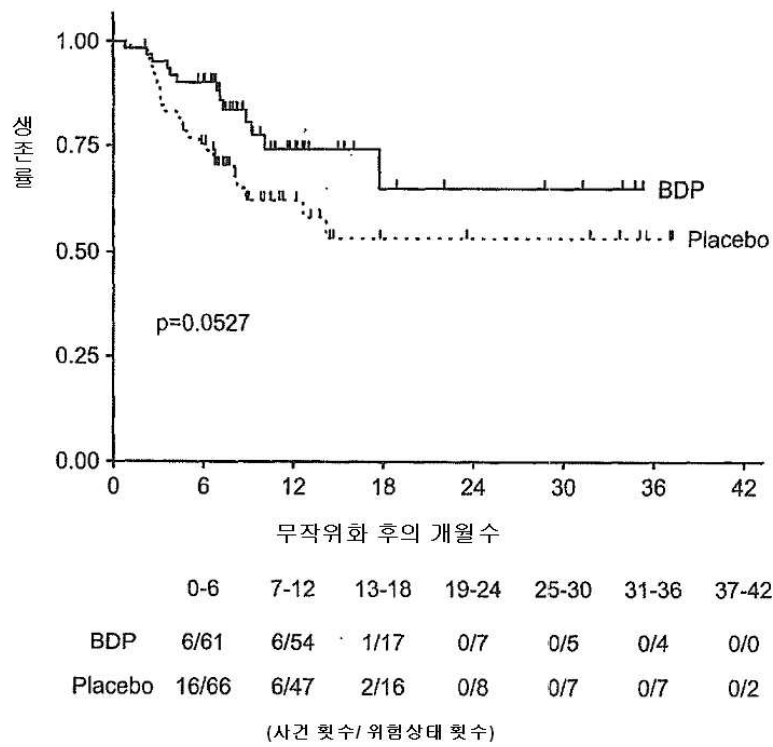 1.00
0.75
0.50
0.25
0.00
생존율
BDP
Placebo
p=0.0527
0 6 12 18 24 30 36 42
무작위화 후의 개월수
0-6 7-12 13-18 19-24 25-30 31-36 37-42
BDP 6/61 6/54 1/17 0/7 0/5 0/4 0/0
Placebo 16/66 6/47 2/16 0/8 0/7 0/7 0/2
(사건 횟수/ 위험상태 횟수)